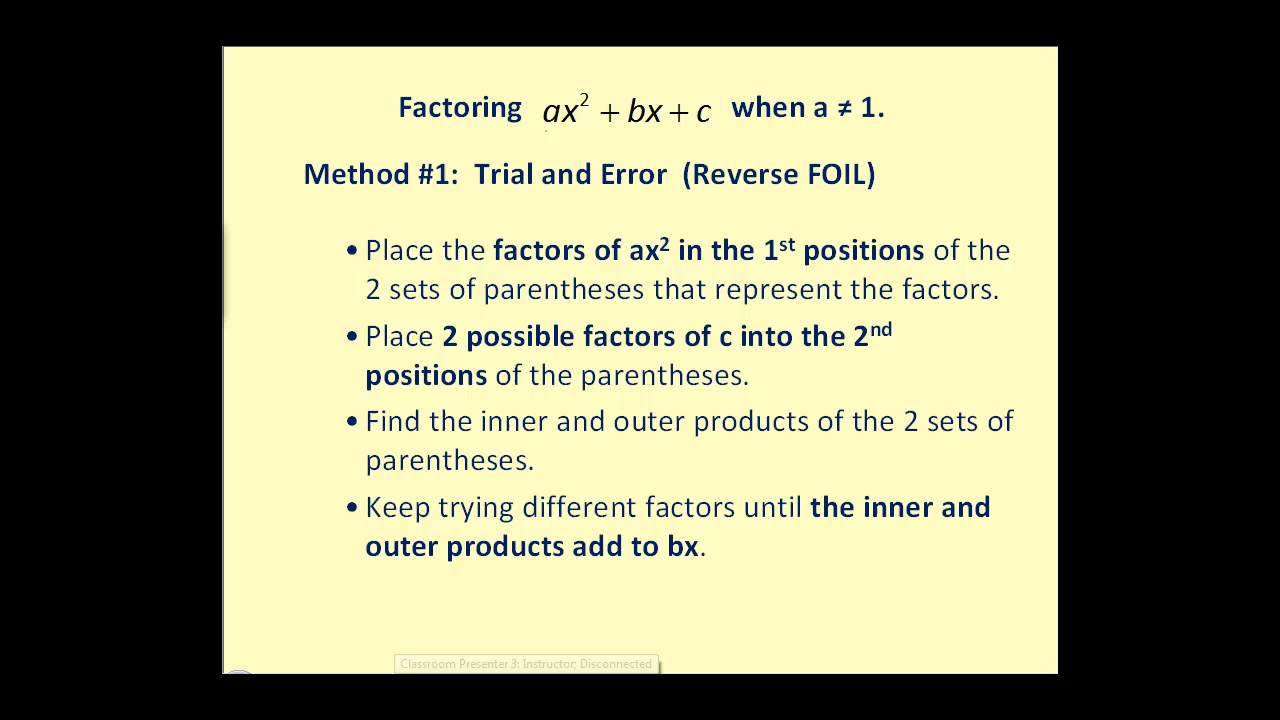 Factoring ax² + bx + c when a ≠ 1.
Method #1: Trial and Error (Reverse FOIL)
• Place the factors of ax² in the 1st positions of the
2 sets of parentheses that represent the factors.
• Place 2 possible factors of c into the 2nd
positions of the parentheses.
• Find the inner and outer products of the 2 sets of
parentheses.
• Keep trying different factors until the inner and
outer products add to bx.
Classroom Presenter 3: Instructor; Disconnected